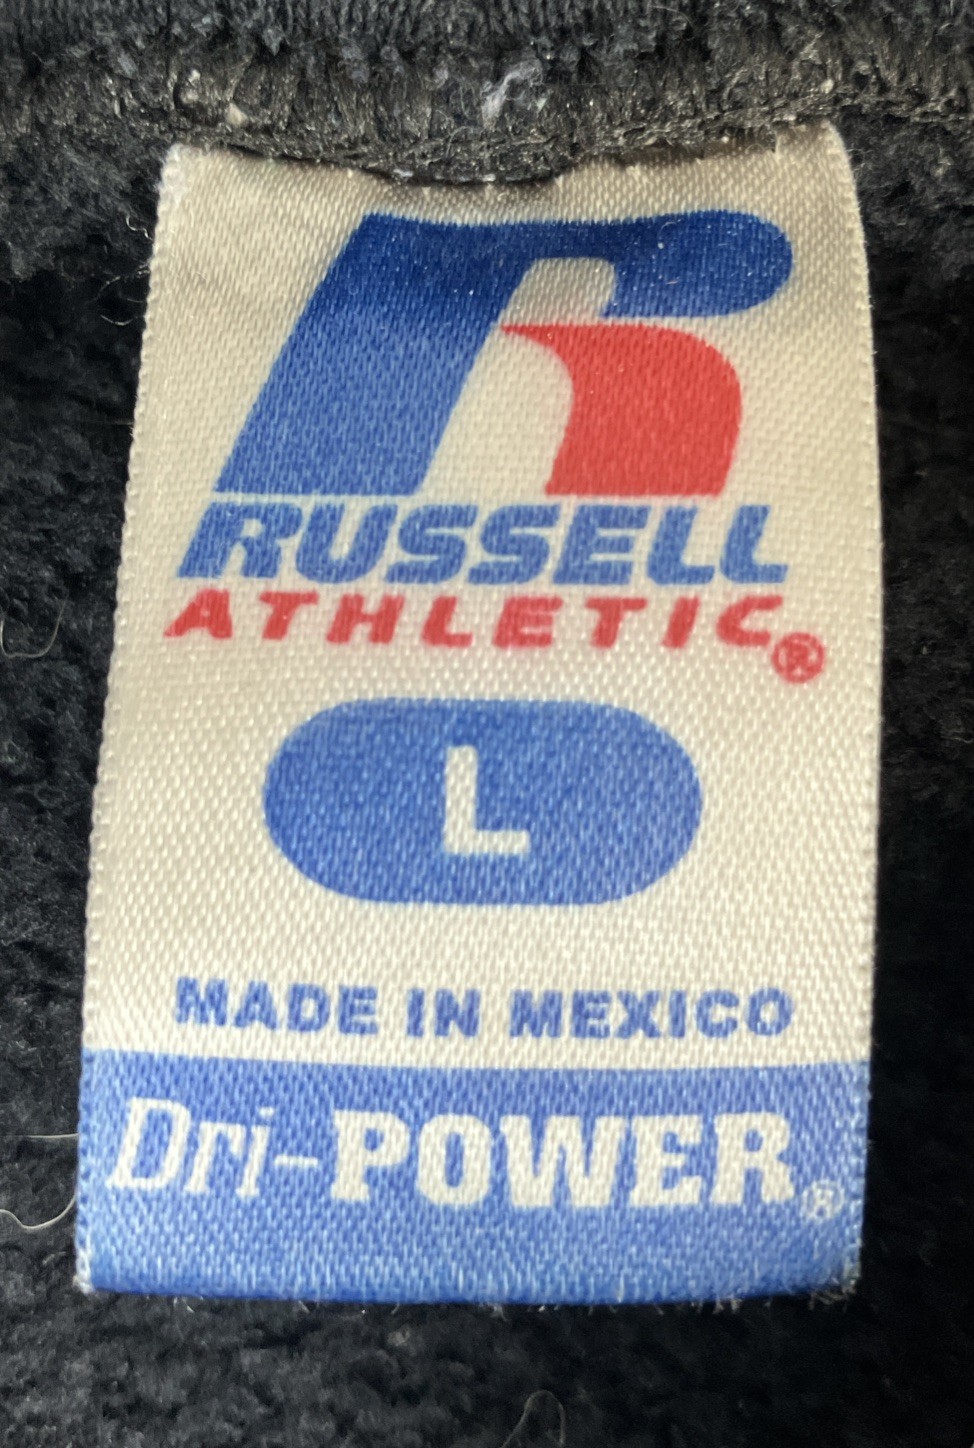 RUSSELL
ATHLETIC®
L
MADE IN MEXICO
Dri-POWER®